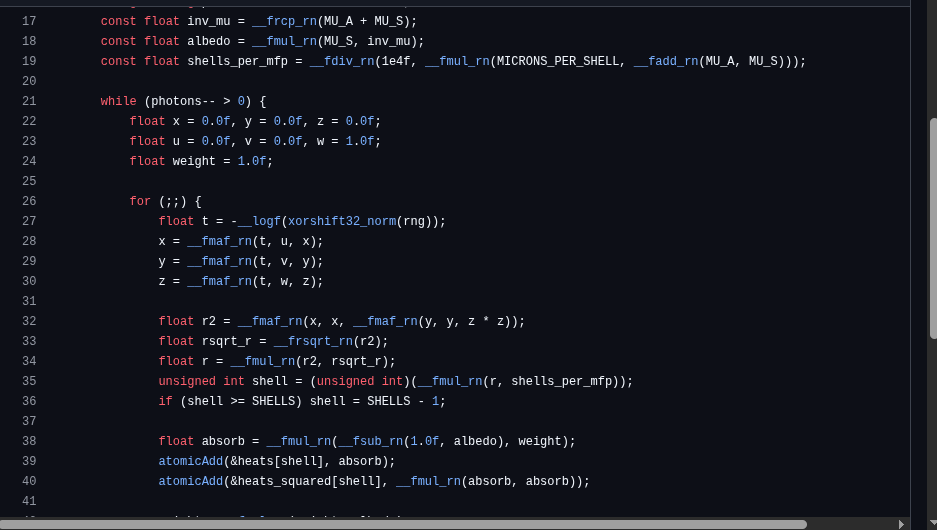 17 const float inv_mu = __frcp_rn(MU_A + MU_S);
18 const float albedo = __fmul_rn(MU_S, inv_mu);
19 const float shells_per_mfp = __fdiv_rn(1e4f, __fmul_rn(MICRONS_PER_SHELL, __fadd_rn(MU_A, MU_S)));
20
21 while (photons-- > 0) {
22 float x = 0.0f, y = 0.0f, z = 0.0f;
23 float u = 0.0f, v = 0.0f, w = 1.0f;
24 float weight = 1.0f;
25
26 for (;;) {
27 float t = -__logf(xorshift32_norm(rng));
28 x = __fmaf_rn(t, u, x);
29 y = __fmaf_rn(t, v, y);
30 z = __fmaf_rn(t, w, z);
31
32 float r2 = __fmaf_rn(x, x, __fmaf_rn(y, y, z * z));
33 float rsqrt_r = __frsqrt_rn(r2);
34 float r = __fmul_rn(r2, rsqrt_r);
35 unsigned int shell = (unsigned int)(__fmul_rn(r, shells_per_mfp));
36 if (shell >= SHELLS) shell = SHELLS - 1;
37
38 float absorb = __fmul_rn(__fsub_rn(1.0f, albedo), weight);
39 atomicAdd(&heats[shell], absorb);
40 atomicAdd(&heats_squared[shell], __fmul_rn(absorb, absorb));
41